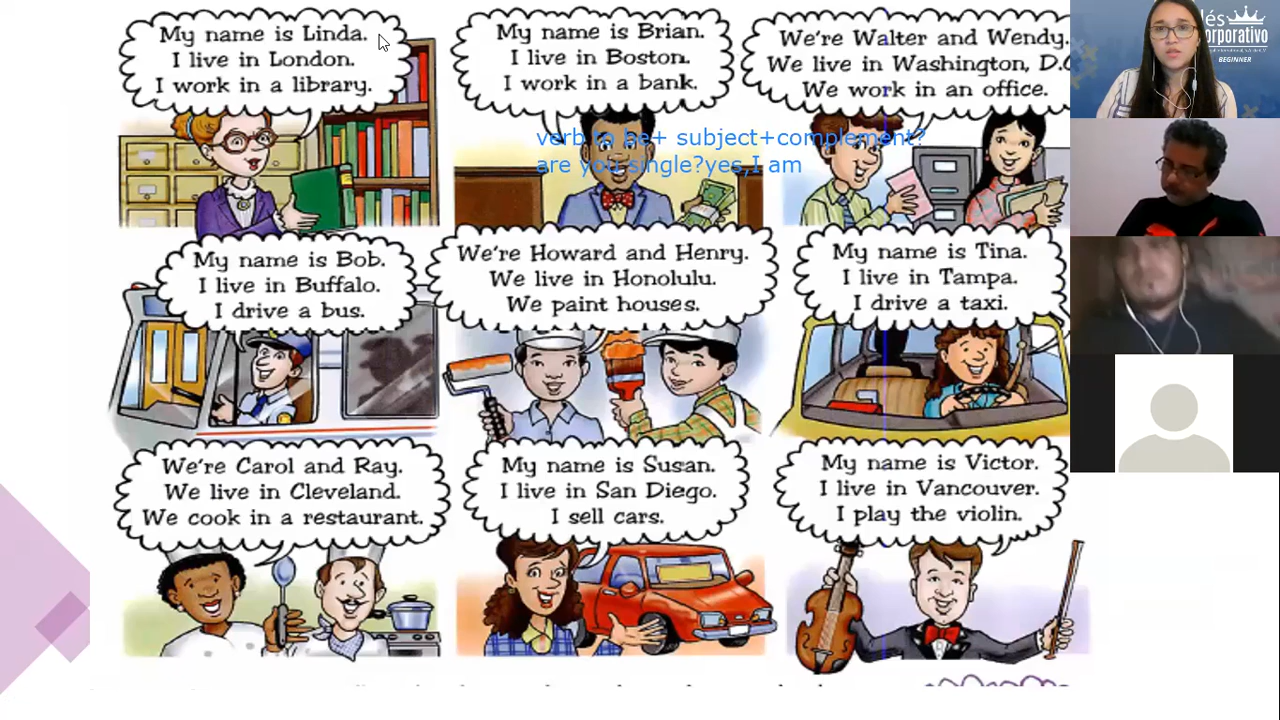 My name is Linda.
I live in London.
I work in a library.
My name is Brian.
I live in Boston.
I work in a bank.
We're Walter and Wendy.
We live in Washington, D.C
We work in an office.
verb to be+ subject+complement?
are you single?yes,I am
My name is Bob.
I live in Buffalo.
I drive a bus.
We're Howard and Henry.
We live in Honolulu.
We paint houses.
My name is Tina.
I live in Tampa.
I drive a taxi.
We're Carol and Ray.
We live in Cleveland.
We cook in a restaurant.
My name is Susan.
I live in San Diego.
I sell cars.
My name is Victor.
I live in Vancouver.
I play the violin.
BEGINNER